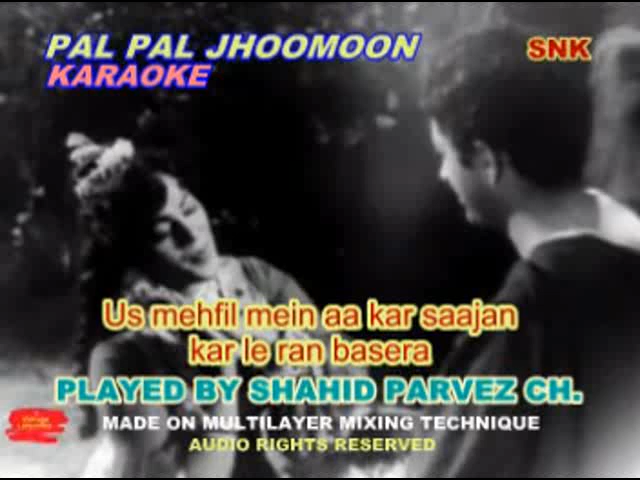 PAL PAL JHOOMOON
SNK
KARAOKE
Us mehfil mein aa kar saajan
kar le ran basera
PLAYED BY SHAHID PARVEZ CH.
MADE ON MULTILAYER MIXING TECHNIQUE
AUDIO RIGHTS RESERVED